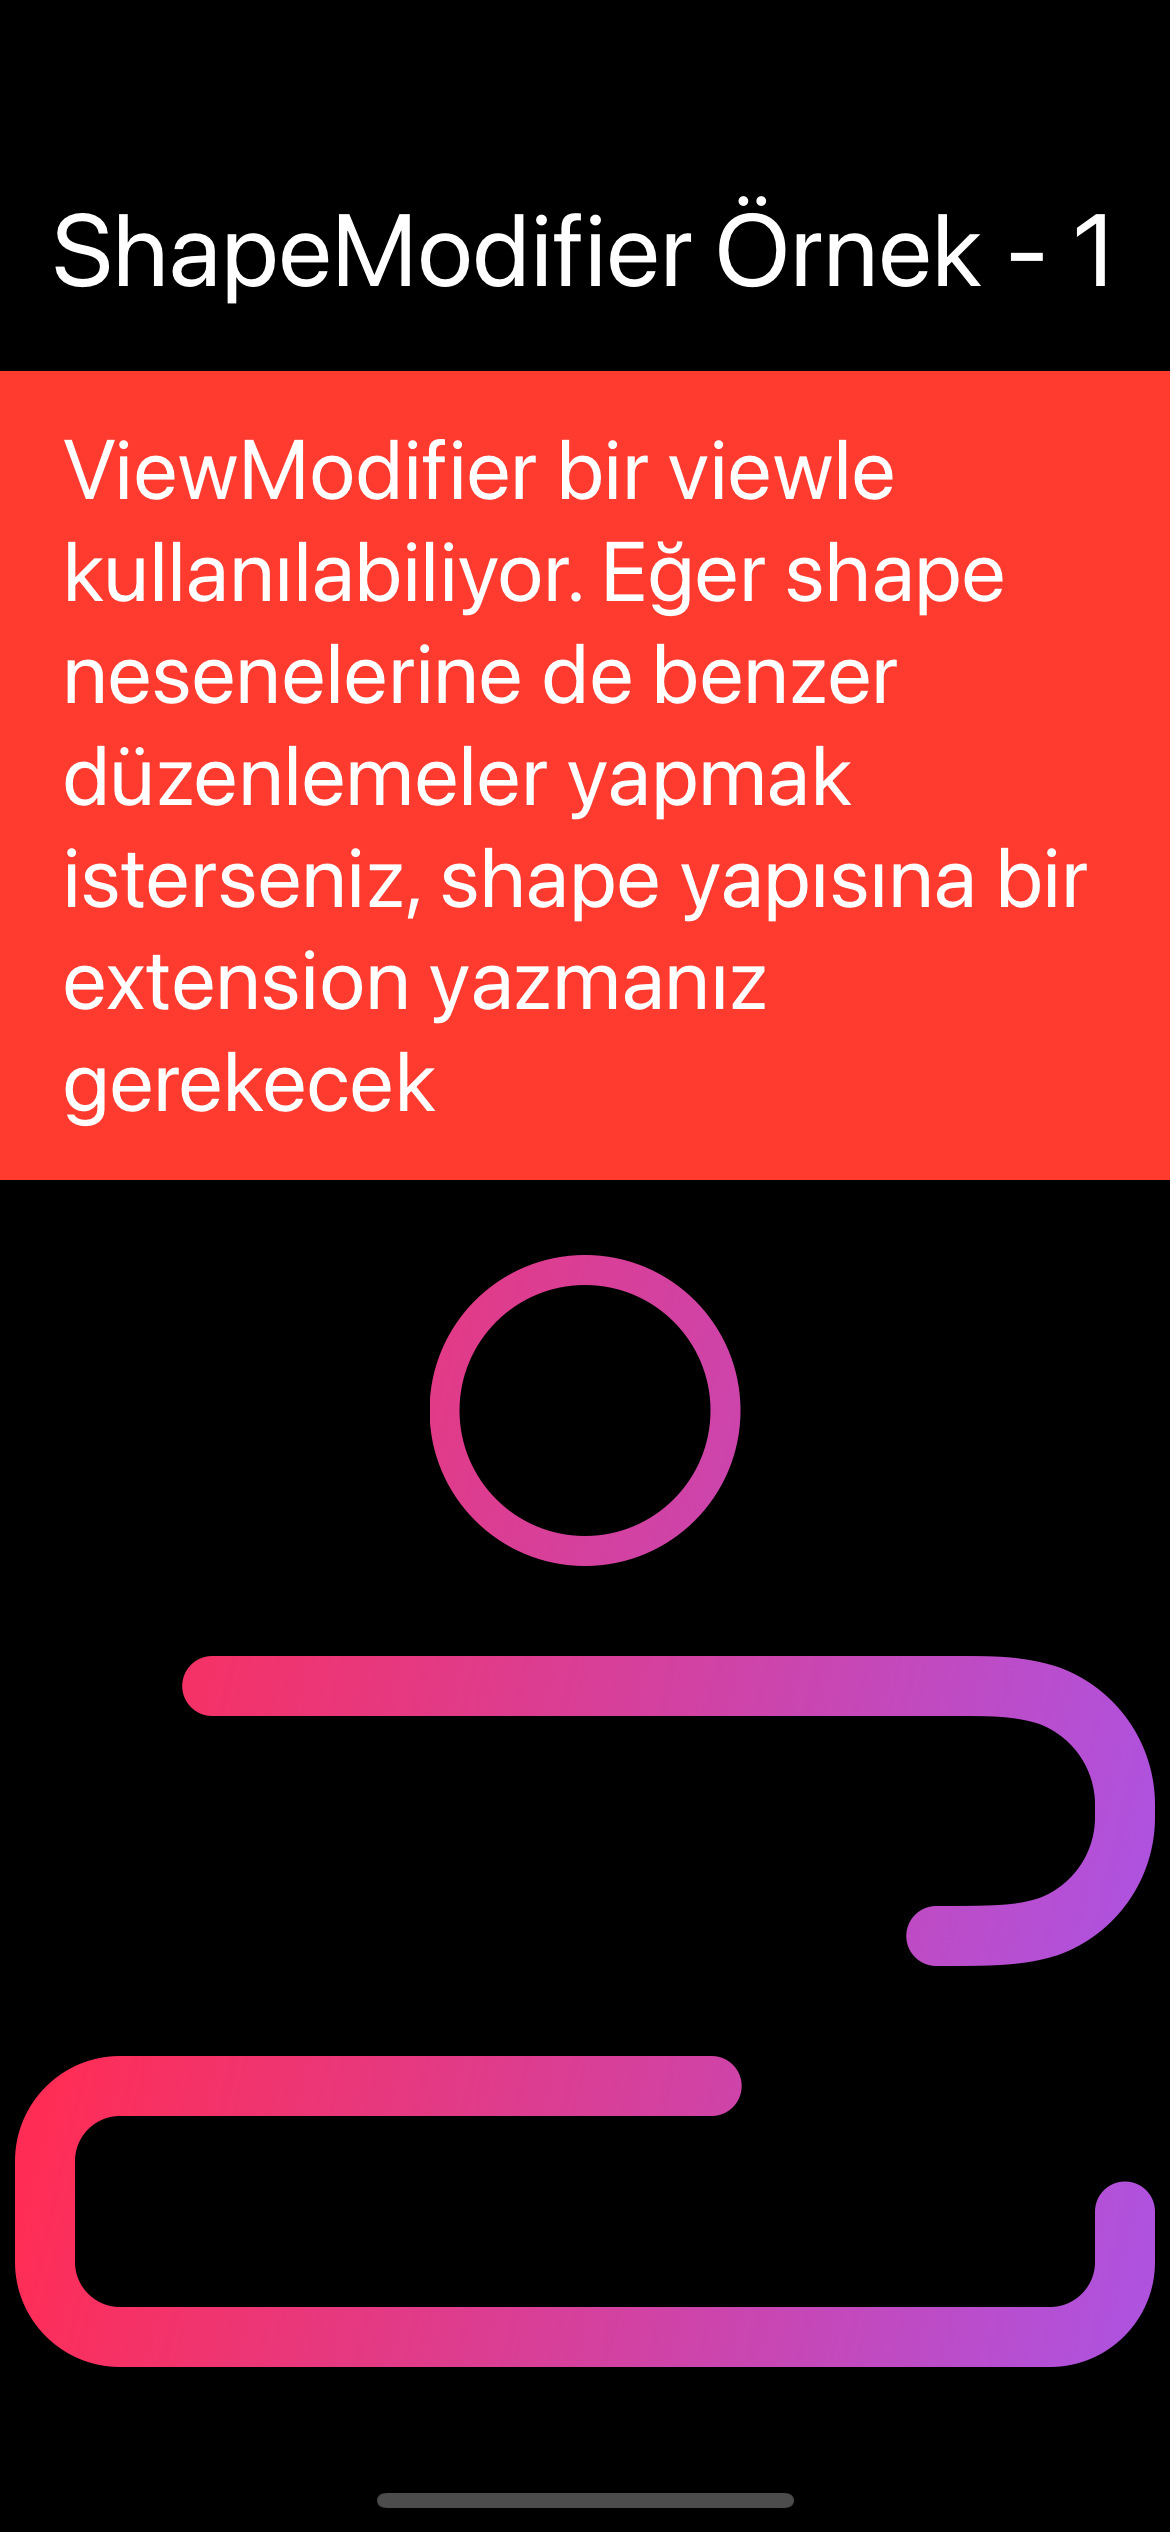 ShapeModifier Örnek - 1
ViewModifier bir viewle
kullanılabiliyor. Eğer shape
nesenelerine de benzer
düzenlemeler yapmak
isterseniz, shape yapısına bir
extension yazmanız
gerekecek